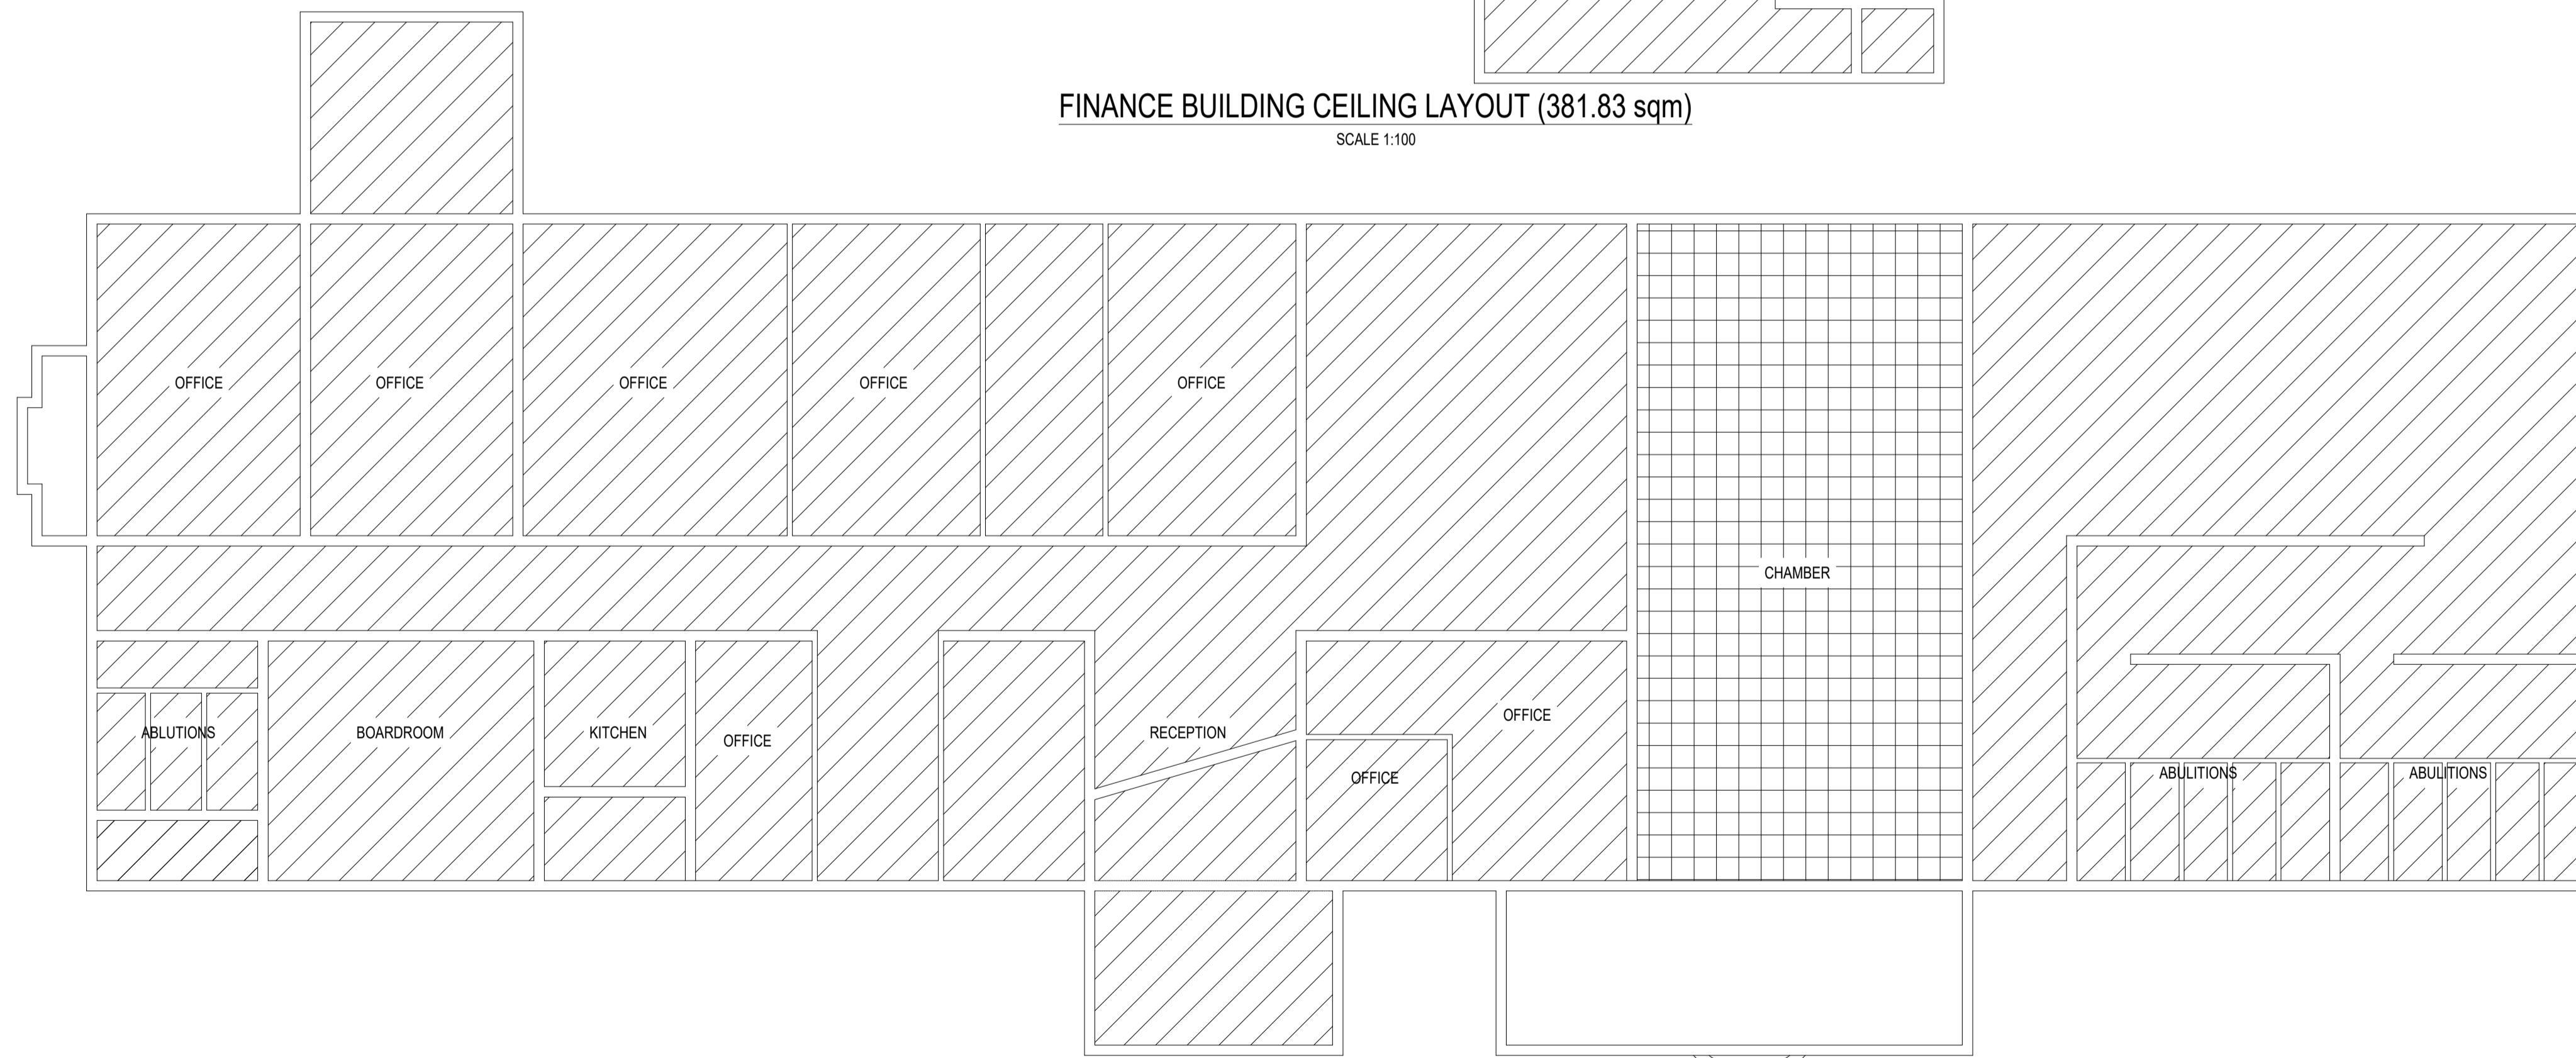 FINANCE BUILDING CEILING LAYOUT (381.83 sqm)
SCALE 1:100
OFFICE
OFFICE
OFFICE
OFFICE
OFFICE
CHAMBER
OFFICE
ABLUTIONS
BOARDROOM
KITCHEN
OFFICE
RECEPTION
OFFICE
ABULITIONS
ABULITIONS